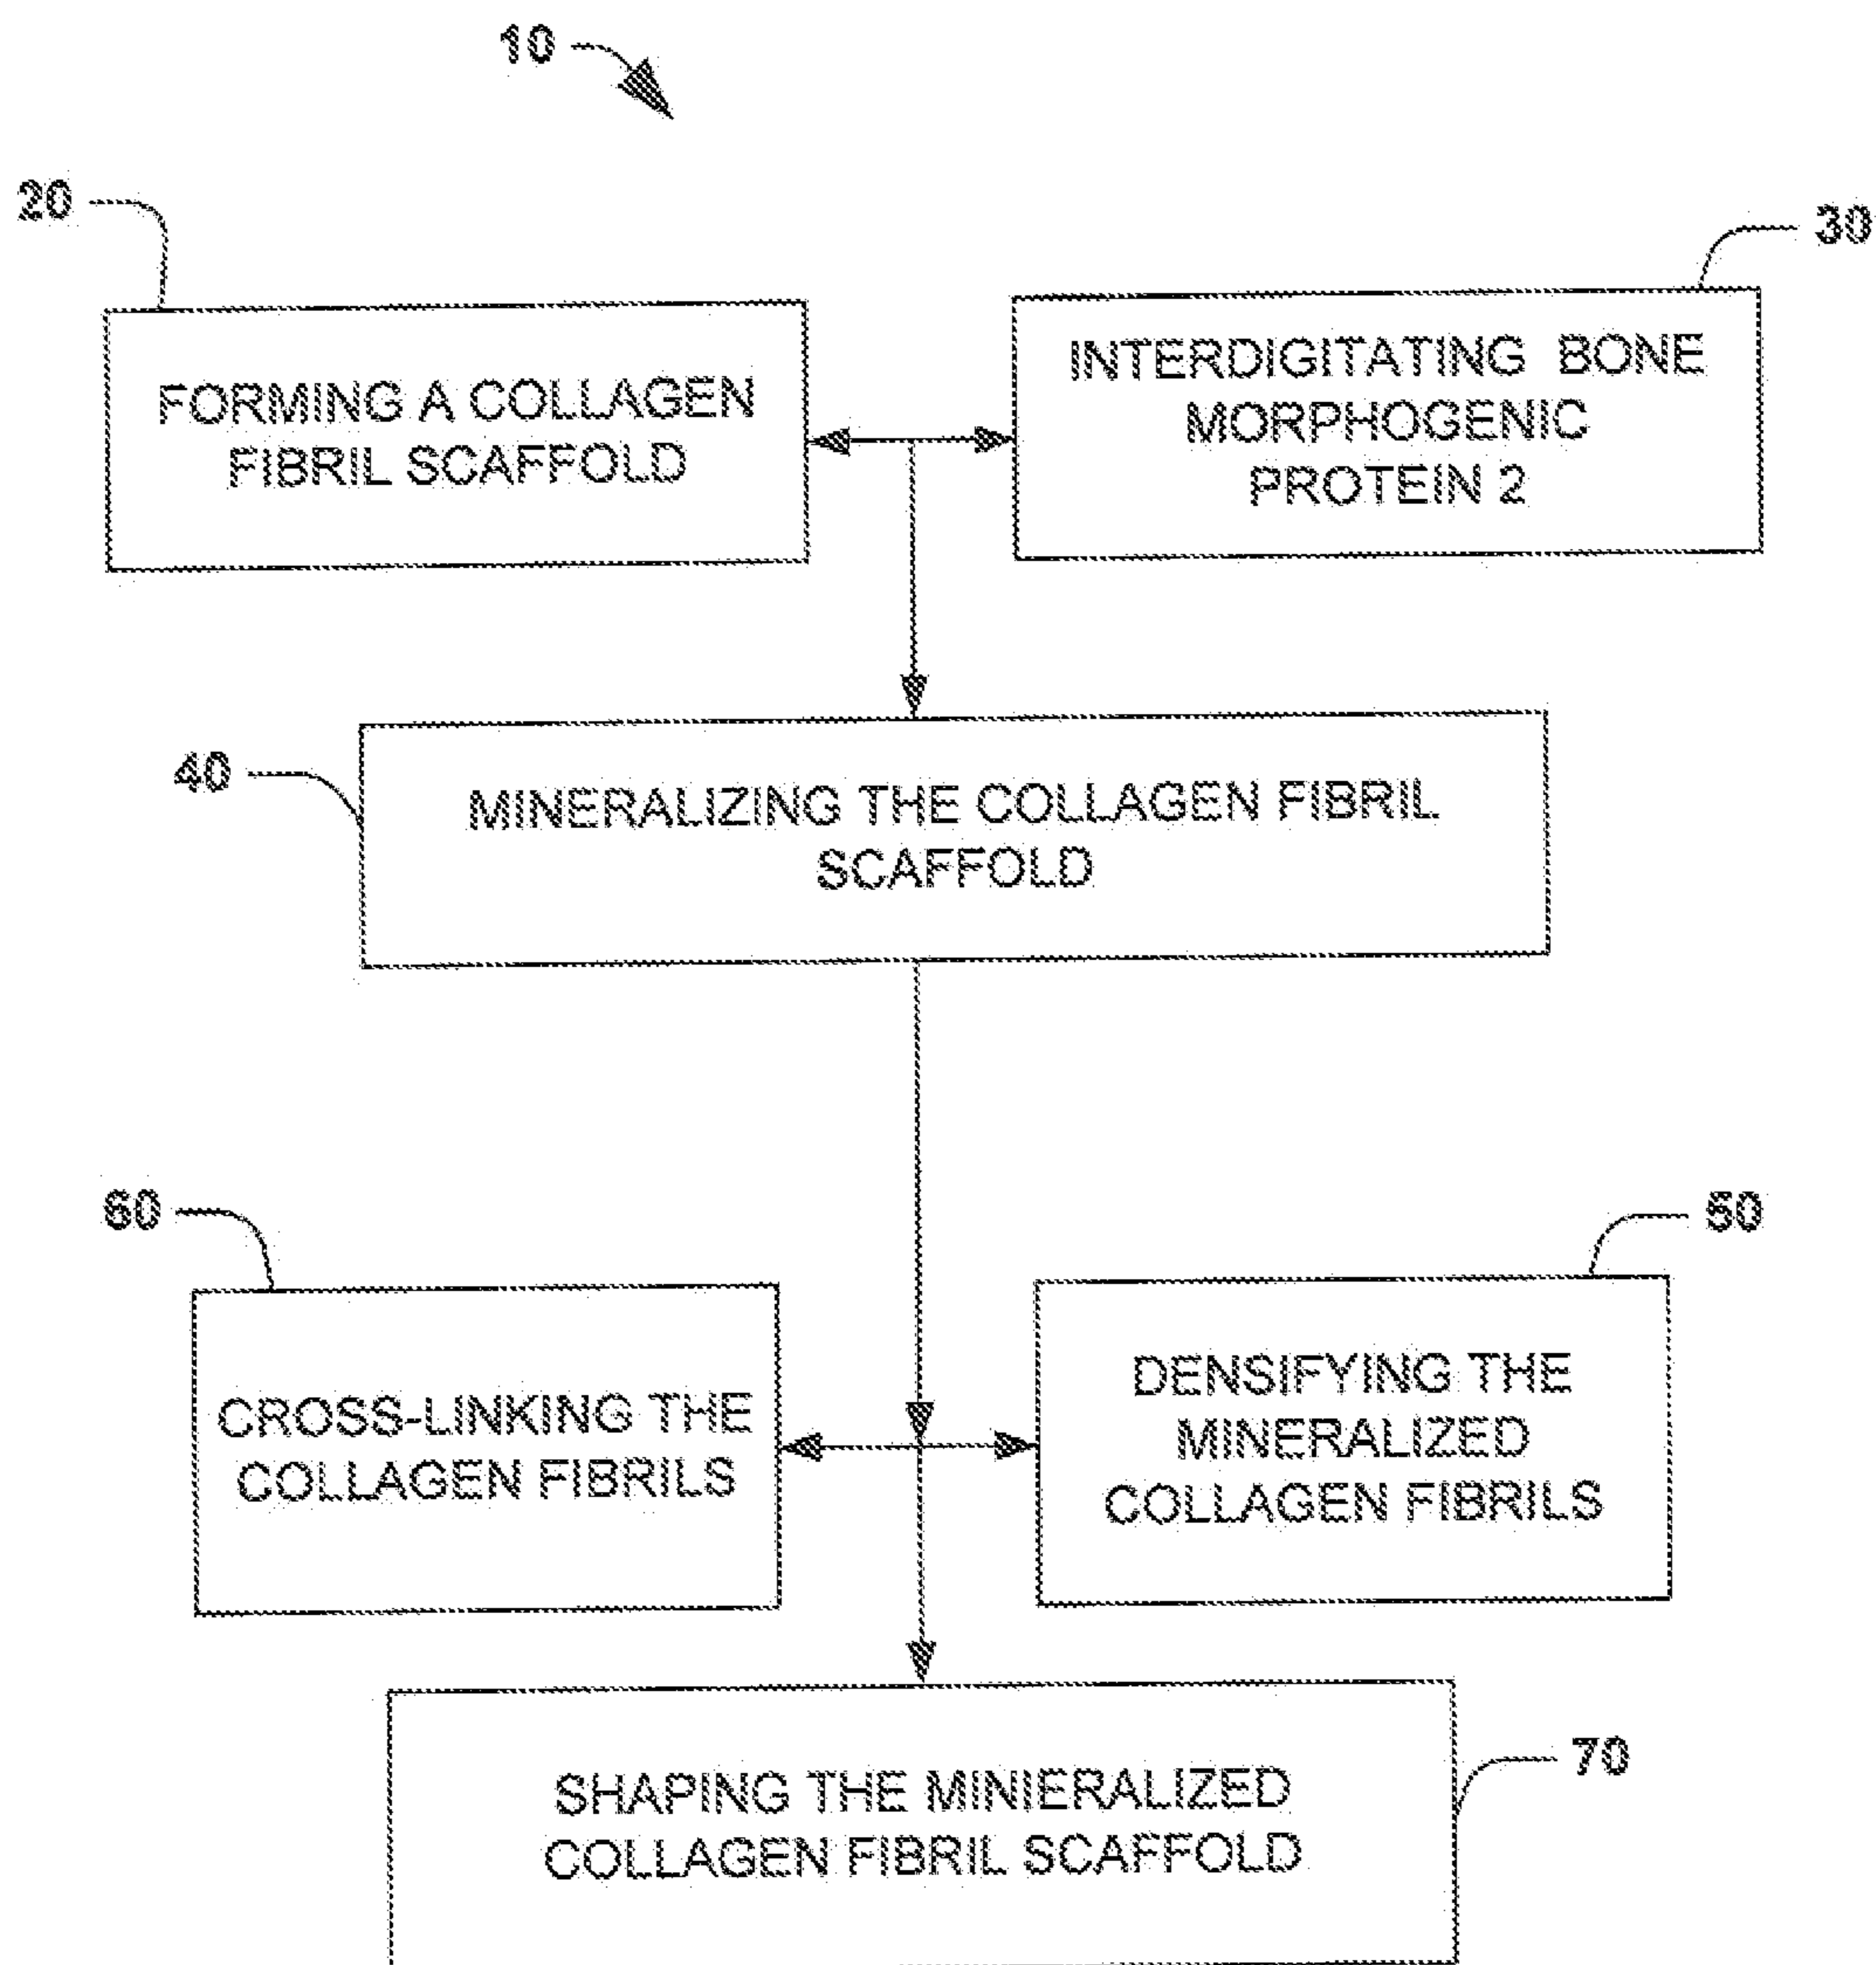 10
20
30
FORMING A COLLAGEN
FIBRIL SCAFFOLD
INTERDIGITATING BONE
MORPHOGENIC
PROTEIN 2
40
MINERALIZING THE COLLAGEN FIBRIL
SCAFFOLD
60
50
CROSS-LINKING THE
COLLAGEN FIBRILS
DENSIFYING THE
MINERALIZED
COLLAGEN FIBRILS
SHAPING THE MINIERALIZED
COLLAGEN FIBRIL SCAFFOLD
70